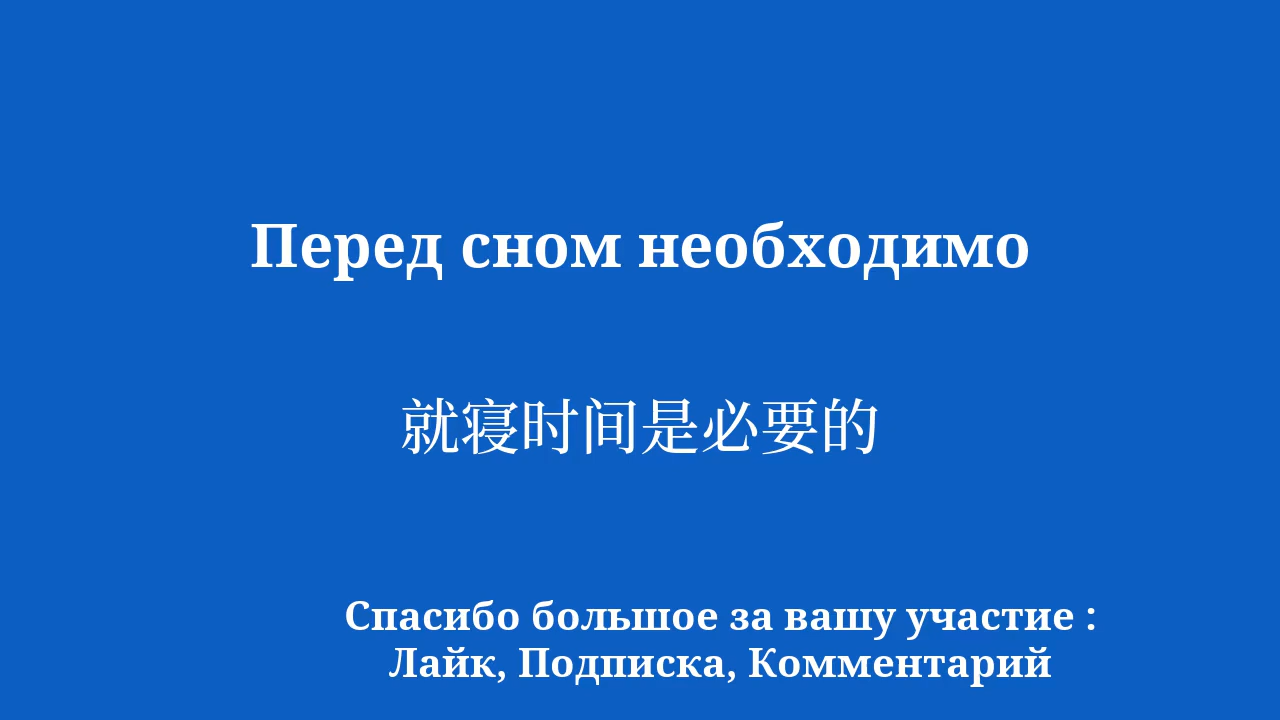 Перед сном необходимо
就寝时间是必要的
Спасибо большое за вашу участие :
Лайк, Подписка, Комментарий